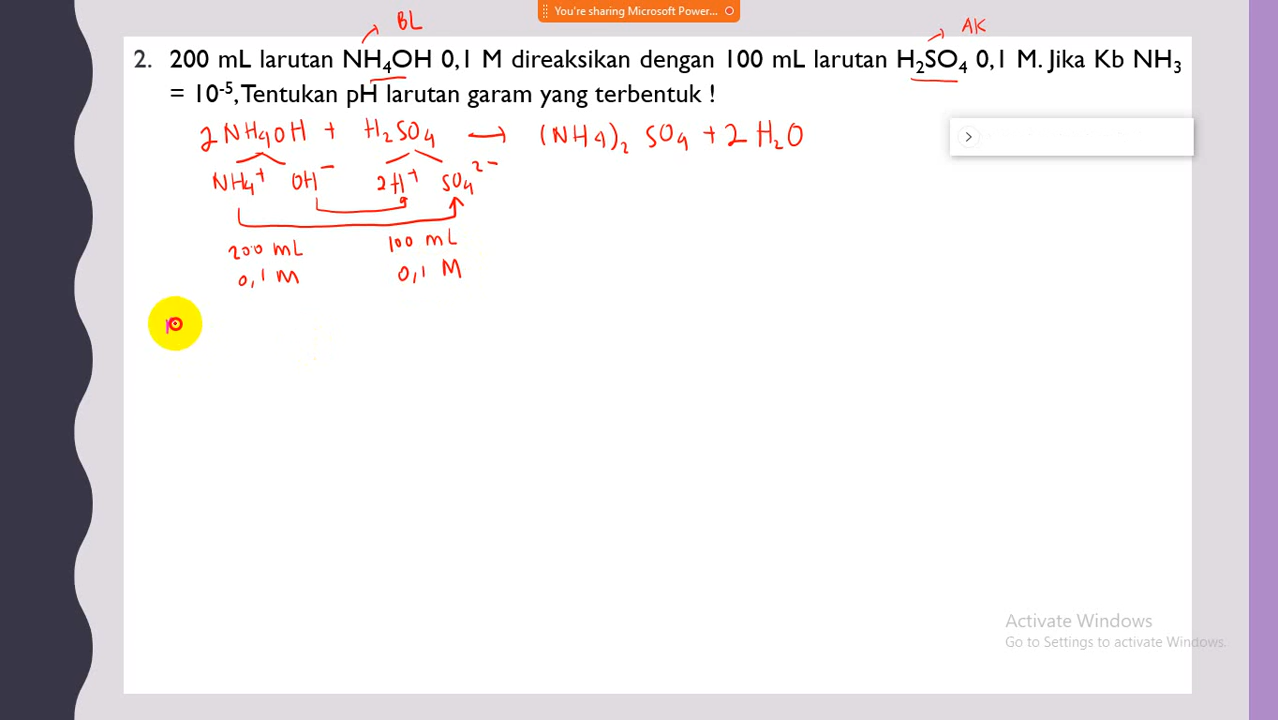 You're sharing Microsoft Power...
BL
AK
2. 200 mL larutan NH₄OH 0,1 M direaksikan dengan 100 mL larutan H₂SO₄ 0,1 M. Jika Kb NH₃
= 10⁻⁵, Tentukan pH larutan garam yang terbentuk !
2 NH₄OH + H₂SO₄ → (NH₄)₂ SO₄ + 2 H₂O
NH₄⁺ OH⁻ 2H⁺ SO₄²⁻
200 mL 100 mL
0,1 M 0,1 M
Activate Windows
Go to Settings to activate Windows.